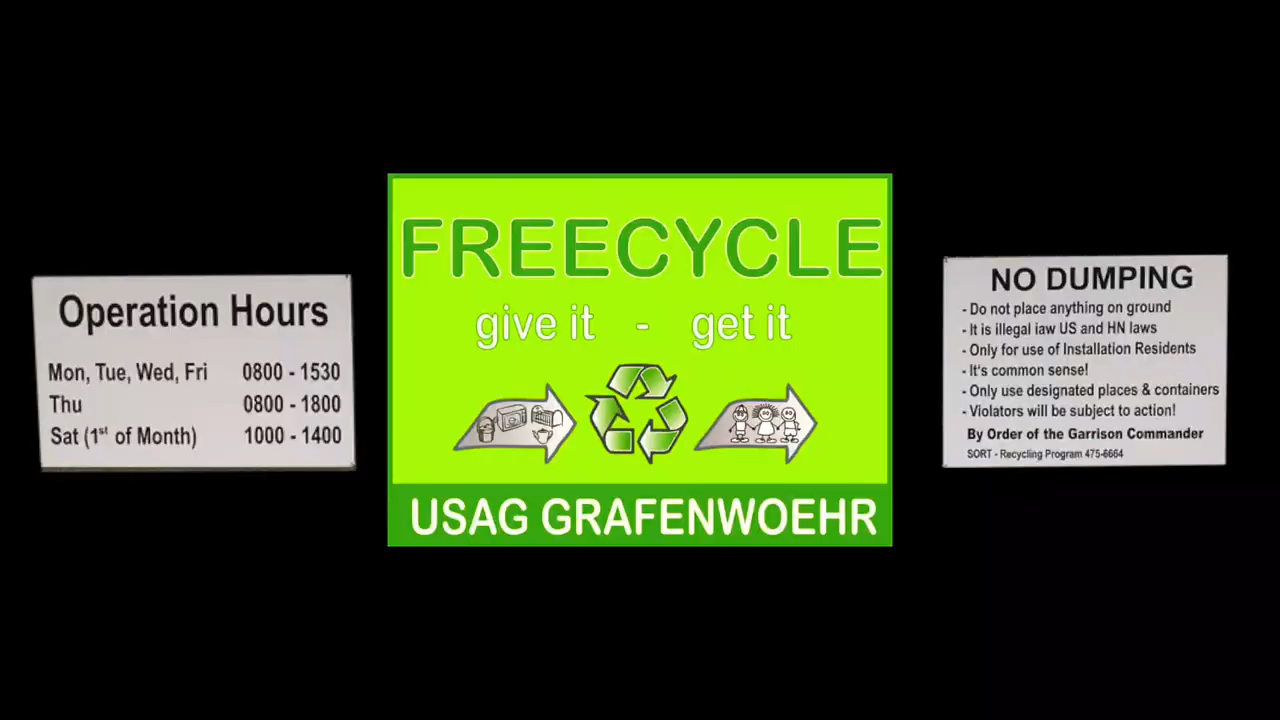 Operation Hours
Mon, Tue, Wed, Fri 0800 - 1530
Thu 0800 - 1800
Sat (1st of Month) 1000 - 1400
FREECYCLE
give it - get it
USAG GRAFENWOEHR
NO DUMPING
- Do not place anything on ground
- It is illegal iaw US and HN laws
- Only for use of Installation Residents
- It's common sense!
- Only use designated places & containers
- Violators will be subject to action!
By Order of the Garrison Commander
SORT - Recycling Program 475-6664